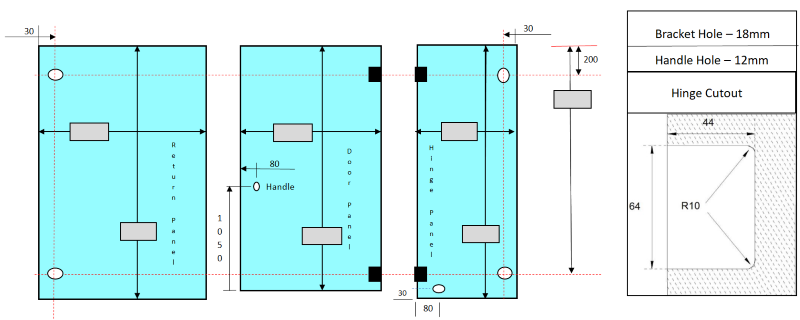 30
30
200
Return Panel
Door Panel
Hinge Panel
80
Handle
1050
30
80
Bracket Hole – 18mm
Handle Hole – 12mm
Hinge Cutout
44
64
R10